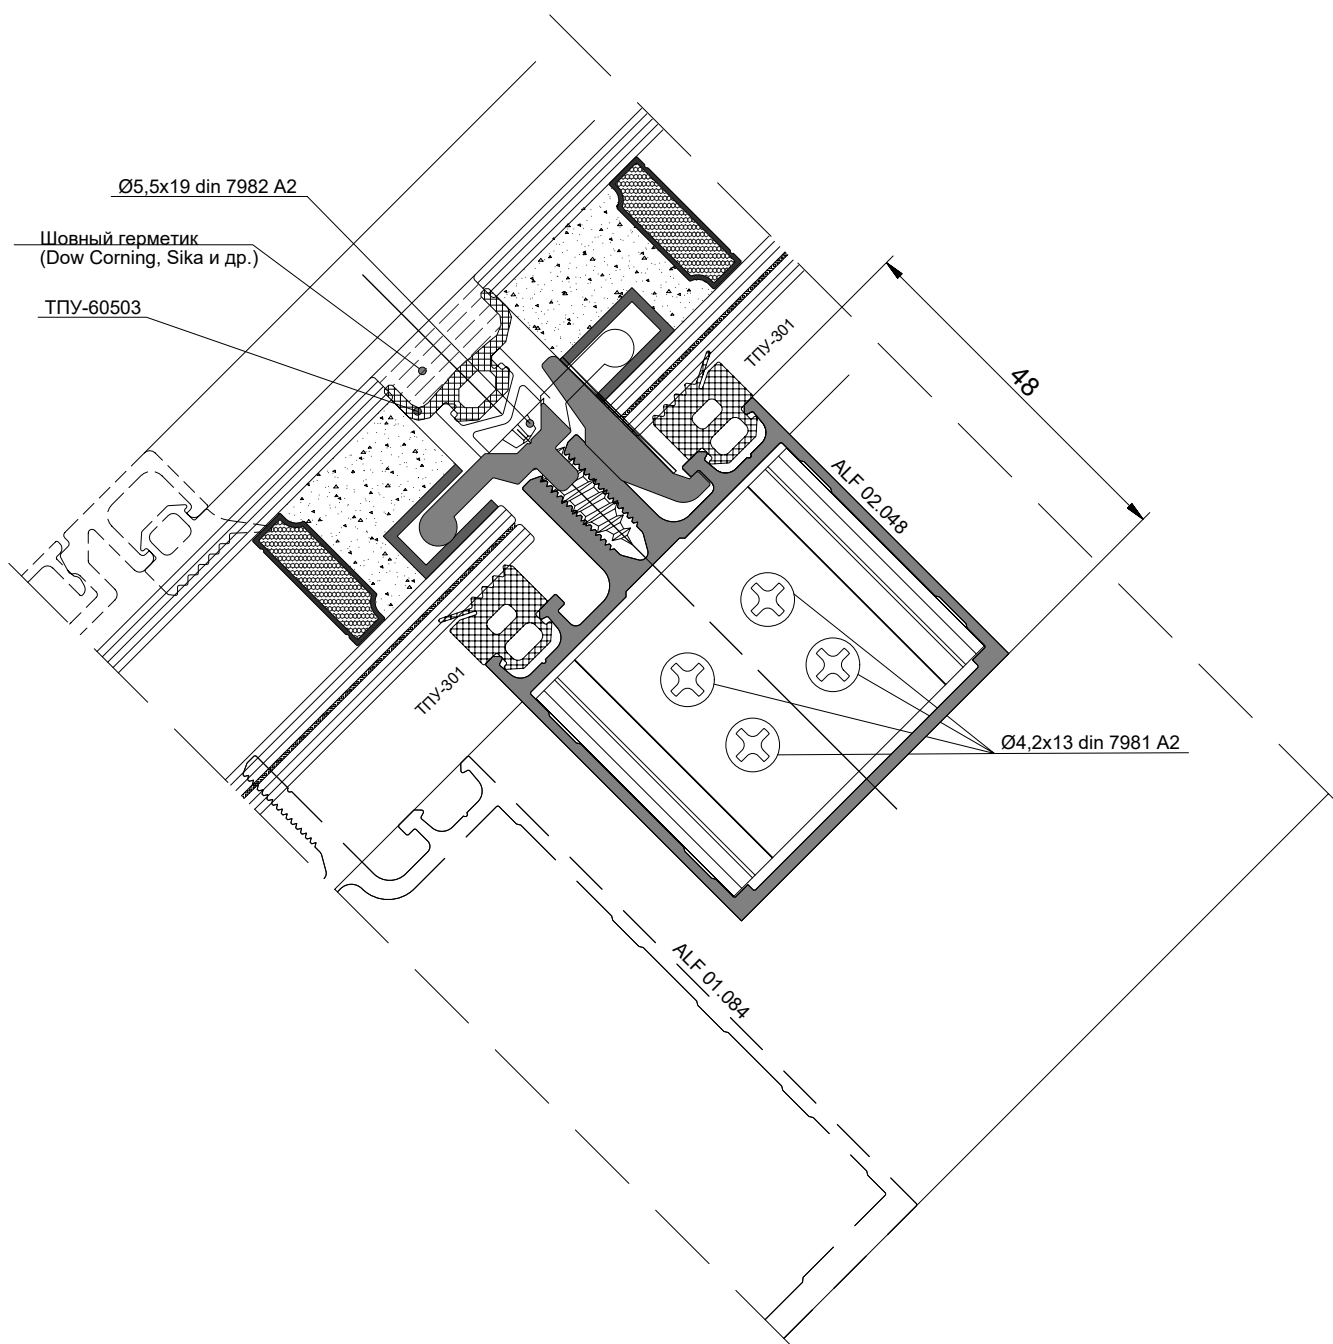 Ø5,5x19 din 7982 A2
Шовный герметик
(Dow Corning, Sika и др.)
ТПУ-60503
ТПУ-301
48
ALF 02.048
ТПУ-301
Ø4,2x13 din 7981 A2
ALF 01.084